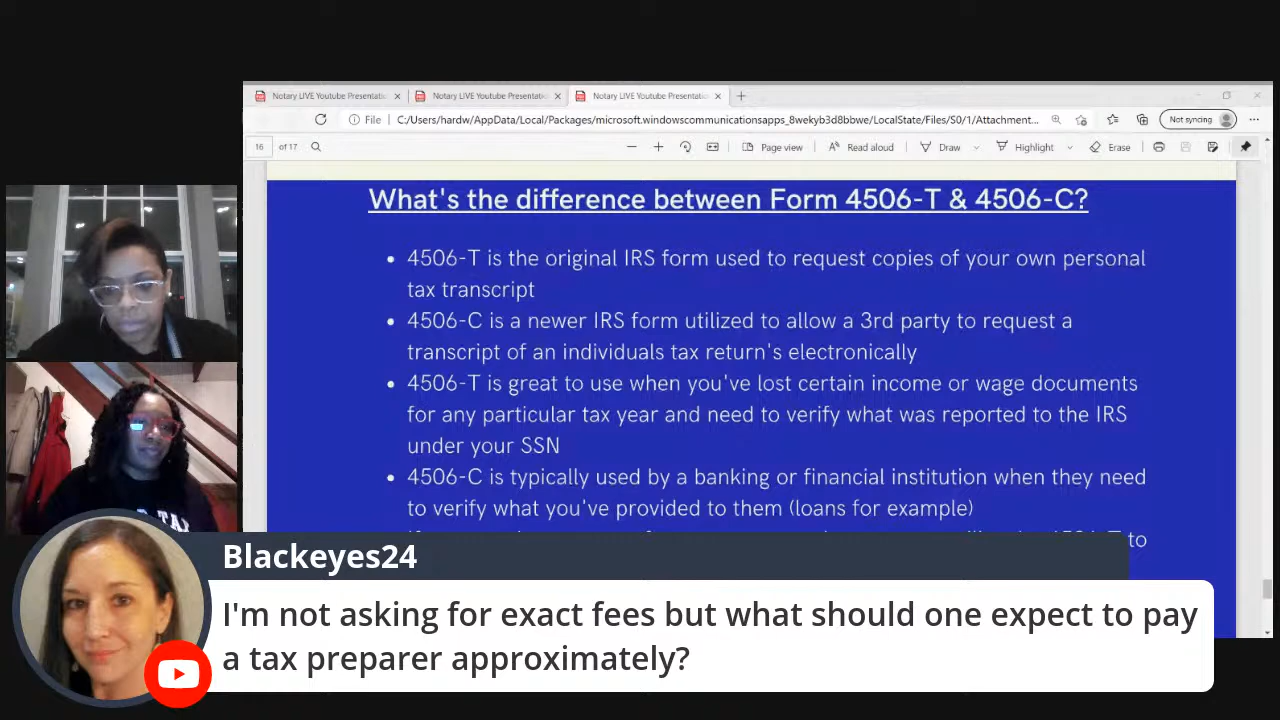 Notary LIVE Youtube Presentatic
Notary LIVE Youtube Presentatio
Notary LIVE Youtube Presentatio
File
C:/Users/hardw/AppData/Local/Packages/microsoft.windowscommunicationsapps_8wekyb3d8bbwe/LocalState/Files/S0/1/Attachment...
Not syncing
16 of 17
Page view
Read aloud
Draw
Highlight
Erase
What's the difference between Form 4506-T & 4506-C?
• 4506-T is the original IRS form used to request copies of your own personal
tax transcript
• 4506-C is a newer IRS form utilized to allow a 3rd party to request a
transcript of an individuals tax return's electronically
• 4506-T is great to use when you've lost certain income or wage documents
for any particular tax year and need to verify what was reported to the IRS
under your SSN
• 4506-C is typically used by a banking or financial institution when they need
to verify what you've provided to them (loans for example)
to
TAX
Blackeyes24
I'm not asking for exact fees but what should one expect to pay
a tax preparer approximately?